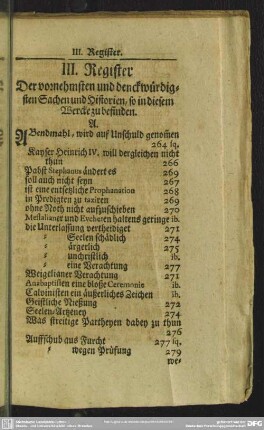 III. Register.
III. Register
Der vornehmsten und denckwürdig-
sten Sachen und Historien, so in diesem
Wercke zu befinden.
A.
ABendmahl, wird auf Unschuld genomen
264 sq.
Kayser Heinrich IV. will dergleichen nicht
thun 266
Pabst Stephanus ändert es 269
soll auch nicht seyn 267
ist eine entsetzliche Prophanation 268
in Predigten zu taxiren 269
ohne Noth nicht aufzuschieben 270
Messalianer und Eucheten haltens geringe ib.
die Unterlassung vertheidiget 271
= Seelen schädlich 274
= ärgerlich 275
= unchristlich ib.
= eine Verachtung 277
Weigelianer Verachtung 271
Anabaptisten eine blosse Ceremonie ib.
Calvinisten ein äußerliches Zeichen ib.
Geistliche Niessung 272
Seelen-Artzeney 274
Was streitige Partheyen dabey zu thun
276
Auffschub aus Furcht 277 sq.
= wegen Prüfung 279
we-